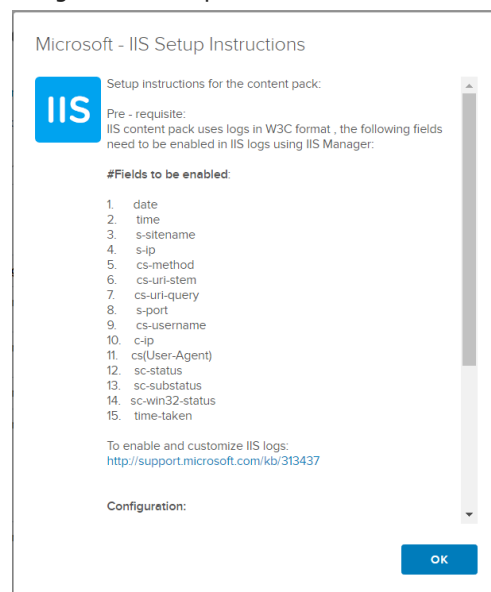 Microsoft - IIS Setup Instructions
IIS
Setup instructions for the content pack:
Pre - requisite:
IIS content pack uses logs in W3C format , the following fields
need to be enabled in IIS logs using IIS Manager:
#Fields to be enabled:
1. date
2. time
3. s-sitename
4. s-ip
5. cs-method
6. cs-uri-stem
7. cs-uri-query
8. s-port
9. cs-username
10. c-ip
11. cs(User-Agent)
12. sc-status
13. sc-substatus
14. sc-win32-status
15. time-taken
To enable and customize IIS logs:
http://support.microsoft.com/kb/313437
Configuration:
OK